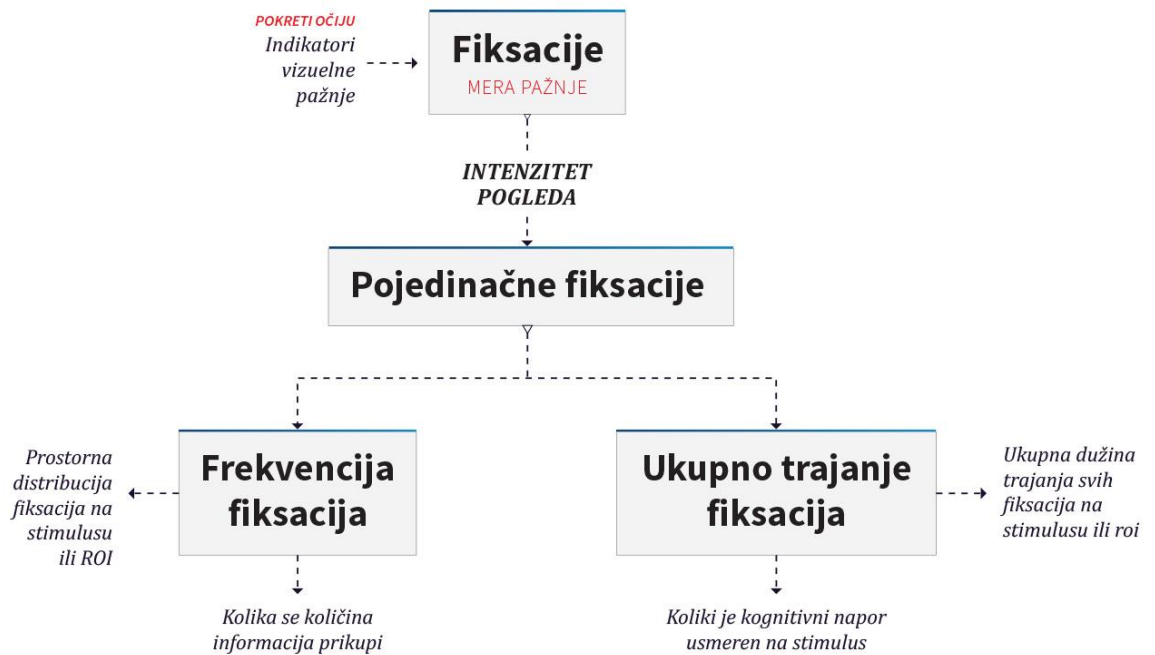 POKRETI OČIJU
Indikatori
vizuelne
pažnje
Fiksacije
MERA PAŽNJE
INTENZITET
POGLEDA
Pojedinačne fiksacije
Prostorna
distribucija
fiksacija na
stimulusu
ili ROI
Frekvencija
fiksacija
Ukupno trajanje
fiksacija
Ukupna dužina
trajanja svih
fiksacija na
stimulusu ili roi
Kolika se količina
informacija prikupi
Koliki je kognitivni napor
usmeren na stimulus